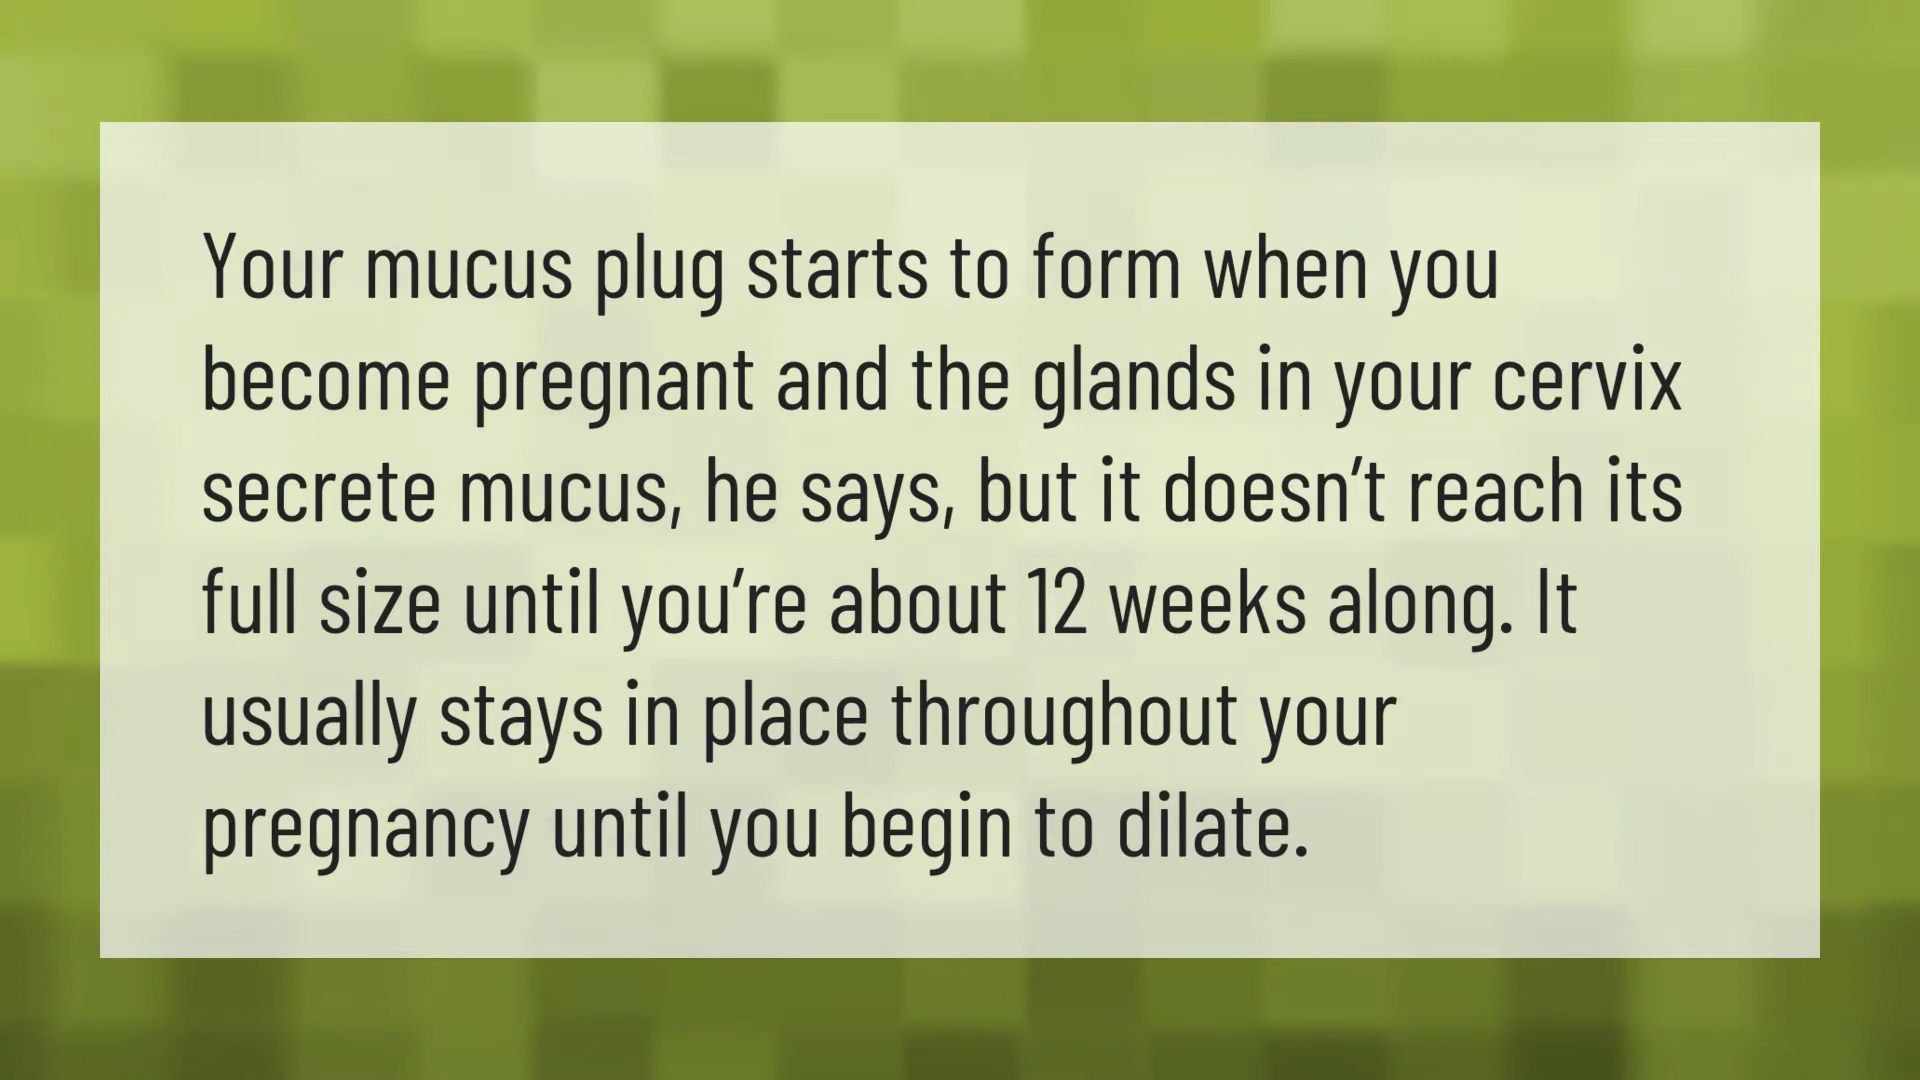 Your mucus plug starts to form when you
become pregnant and the glands in your cervix
secrete mucus, he says, but it doesn’t reach its
full size until you’re about 12 weeks along. It
usually stays in place throughout your
pregnancy until you begin to dilate.